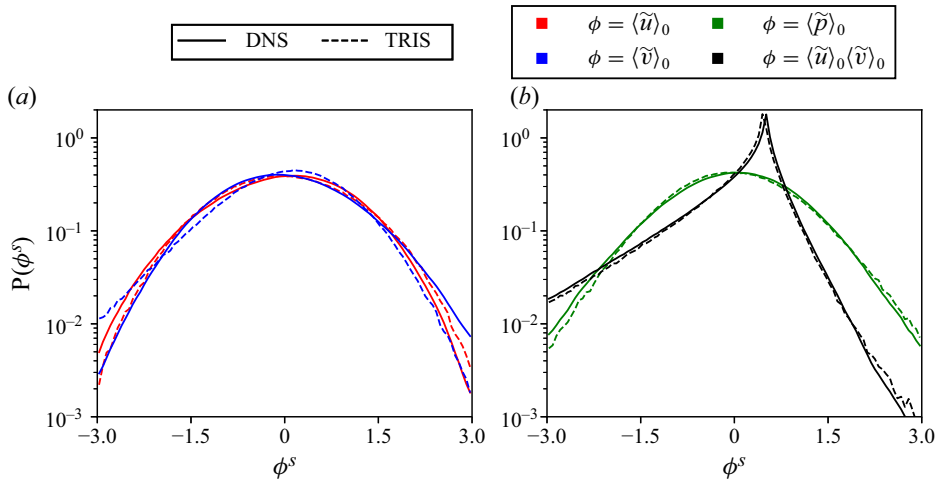 DNS TRIS
ϕ = ⟨ũ⟩₀ ϕ = ⟨p̃⟩₀
ϕ = ⟨ṽ⟩₀ ϕ = ⟨ũ⟩₀⟨ṽ⟩₀
(a) (b)
P(ϕˢ)
10⁰ 10⁰
10⁻¹ 10⁻¹
10⁻² 10⁻²
10⁻³ 10⁻³
−3.0 −1.5 0 1.5 3.0 −3.0 −1.5 0 1.5 3.0
ϕˢ ϕˢ